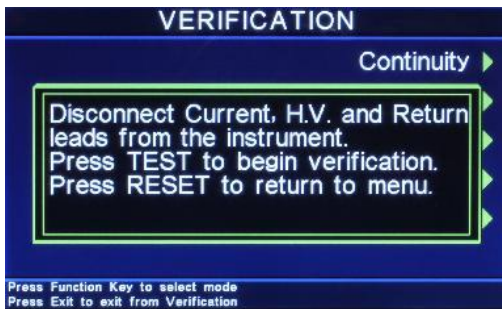 VERIFICATION
Continuity
Disconnect Current, H.V. and Return
leads from the instrument.
Press TEST to begin verification.
Press RESET to return to menu.
Press Function Key to select mode
Press Exit to exit from Verification